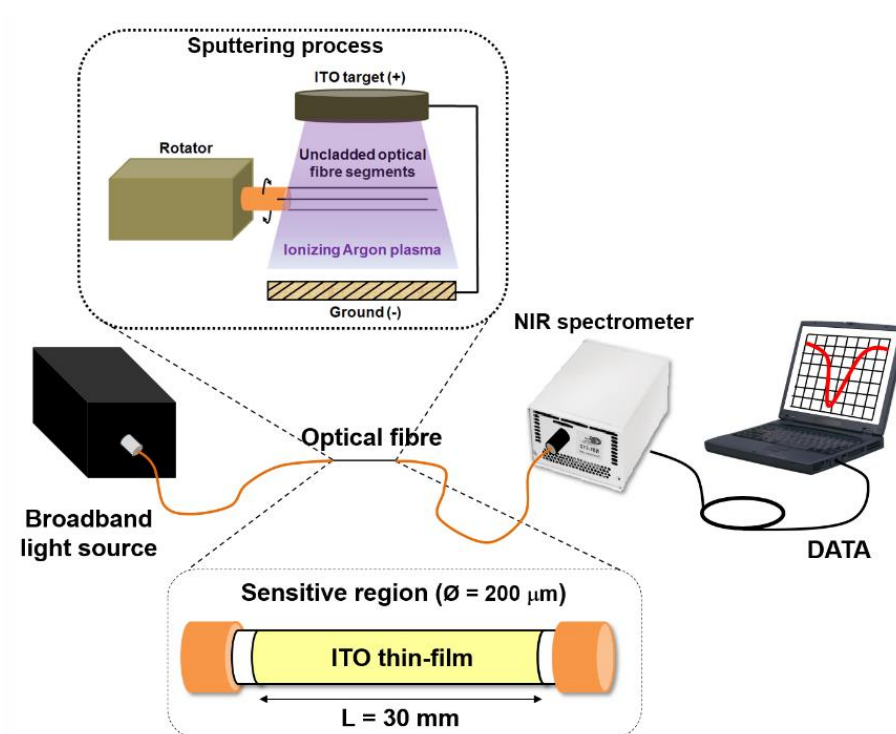 Sputtering process
ITO target (+)
Rotator
Uncladded optical
fibre segments
Ionizing Argon plasma
Ground (-)
NIR spectrometer
Optical fibre
Broadband
light source
DATA
Sensitive region (Ø = 200 μm)
ITO thin-film
L = 30 mm